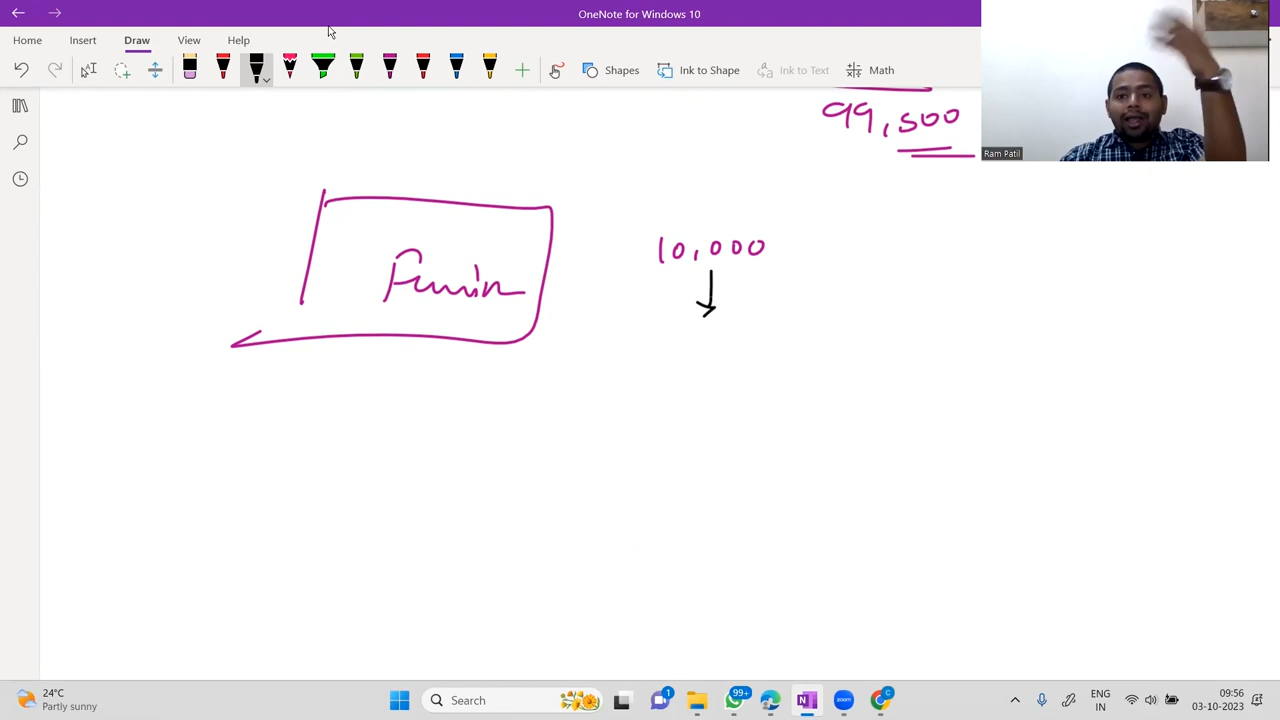 OneNote for Windows 10
Home Insert Draw View Help
Shapes Ink to Shape Ink to Text Math
99,500
Ram Patil
10,000
24°C
Partly sunny
Search
1
99+
ENG
IN
09:56
03-10-2023